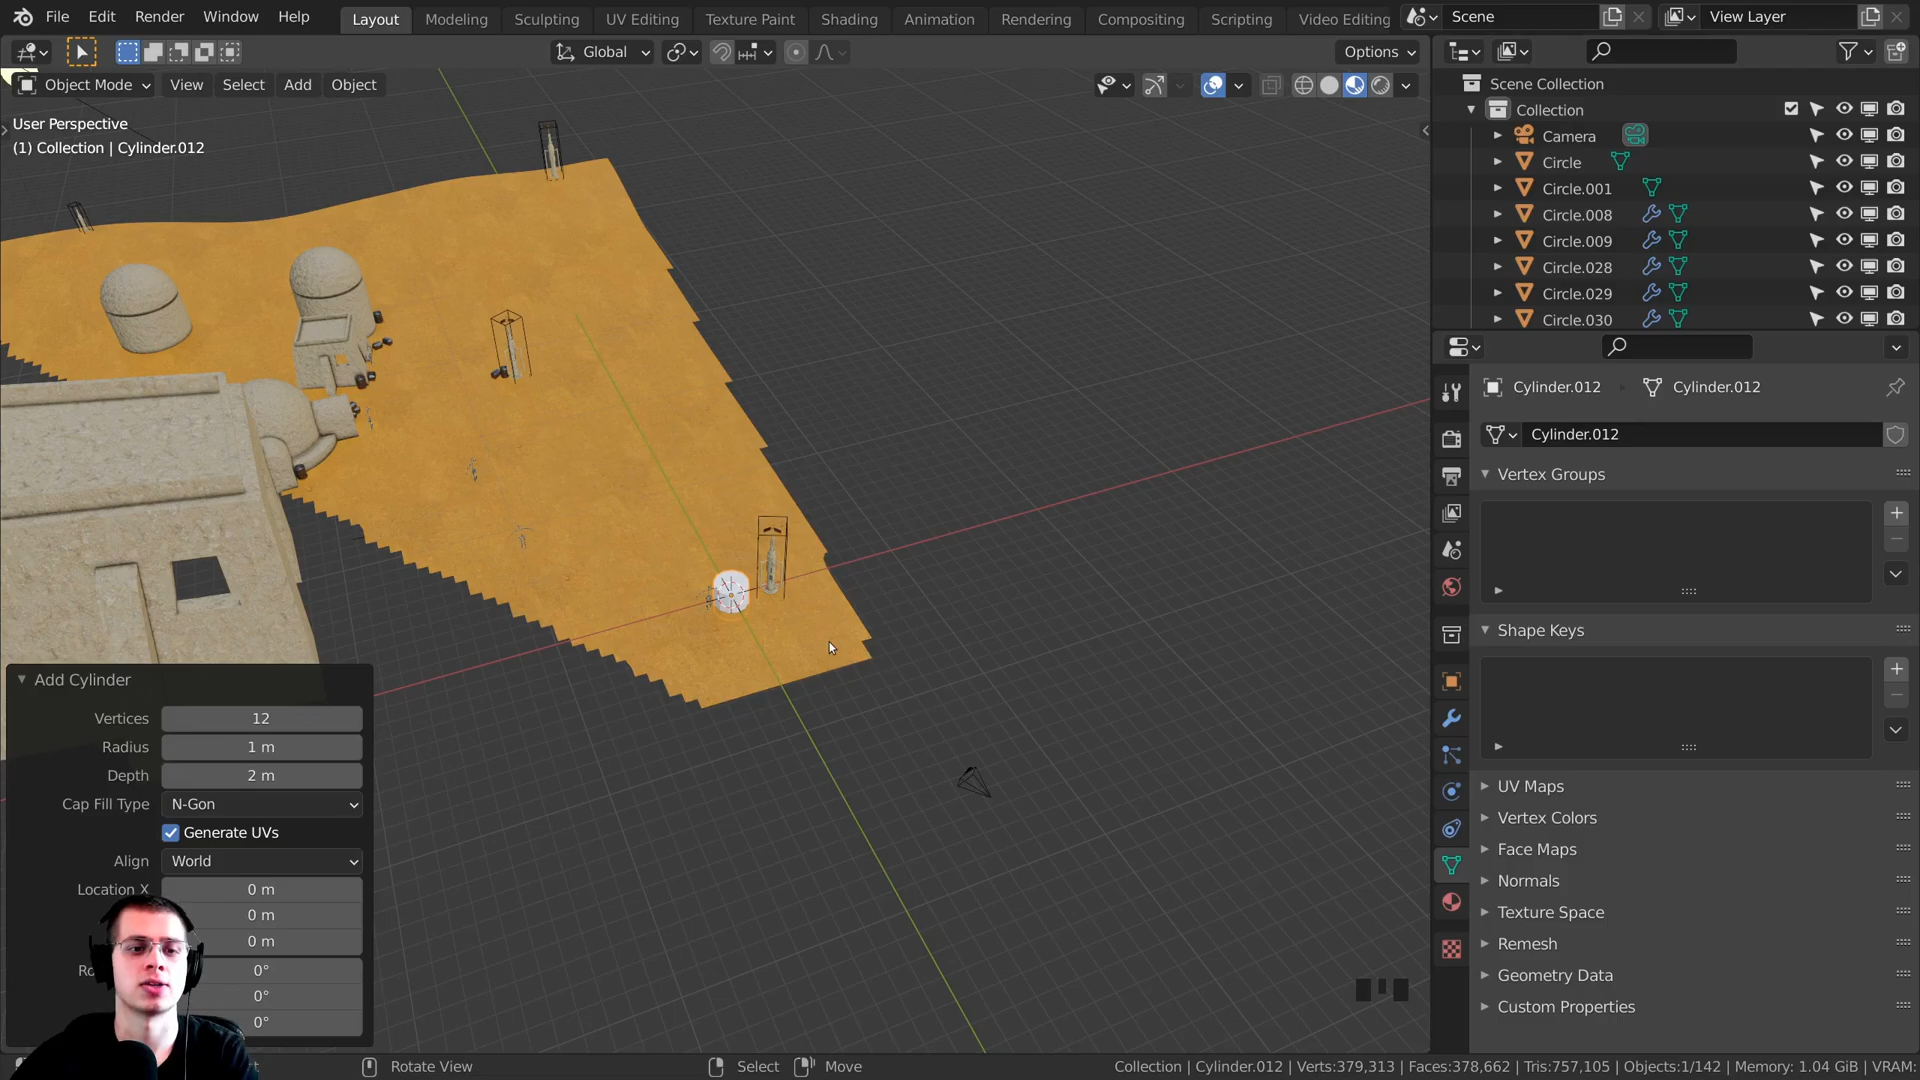 File Edit Render Window Help Layout Modeling Sculpting UV Editing Texture Paint Shading Animation Rendering Compositing Scripting Video Editing Scene View Layer
Global Options
Object Mode View Select Add Object
User Perspective
(1) Collection | Cylinder.012
Scene Collection
Collection
Camera
Circle
Circle.001
Circle.008
Circle.009
Circle.028
Circle.029
Circle.030
Cylinder.012 Cylinder.012
Cylinder.012
Vertex Groups
Shape Keys
UV Maps
Vertex Colors
Face Maps
Normals
Texture Space
Remesh
Geometry Data
Custom Properties
Add Cylinder
Vertices 12
Radius 1 m
Depth 2 m
Cap Fill Type N-Gon
Generate UVs
Align World
Location X 0 m
0 m
0 m
0°
0°
0°
Rotate View Select Move Collection | Cylinder.012 | Verts:379,313 | Faces:378,662 | Tris:757,105 | Objects:1/142 | Memory: 1.04 GiB | VRAM: